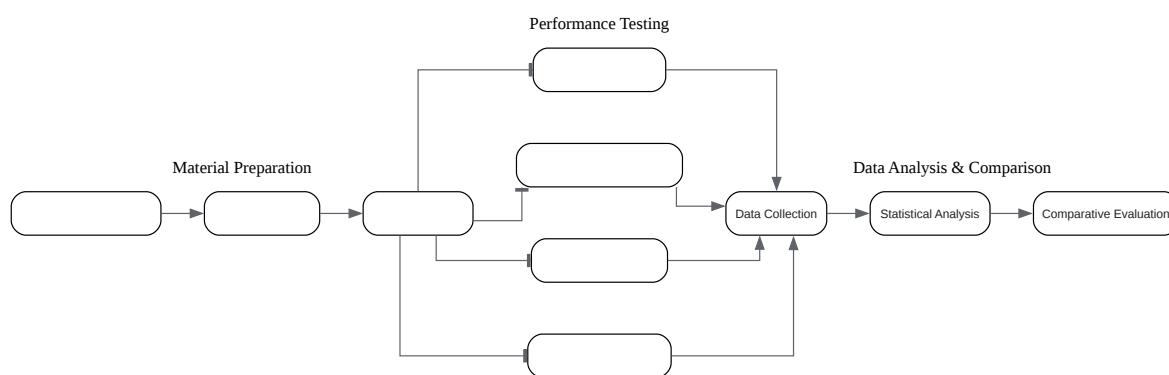 Performance Testing
Material Preparation
Data Analysis & Comparison
Data Collection
Statistical Analysis
Comparative Evaluation